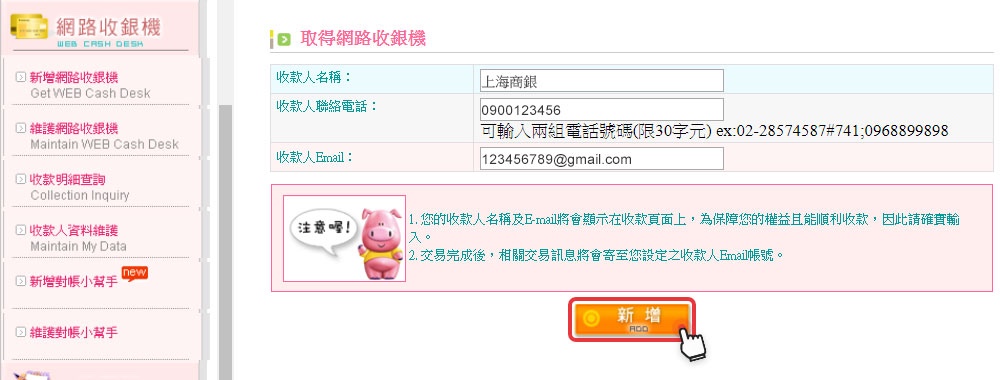 網路收銀機
WEB CASH DESK
新增網路收銀機
Get WEB Cash Desk
維護網路收銀機
Maintain WEB Cash Desk
收款明細查詢
Collection Inquiry
收款人資料維護
Maintain My Data
新增對帳小幫手 new
維護對帳小幫手
取得網路收銀機
收款人名稱：
上海商銀
收款人聯絡電話：
0900123456
可輸入兩組電話號碼(限30字元) ex:02-28574587#741;0968899898
收款人Email：
123456789@gmail.com
注意喔!
1. 您的收款人名稱及E-mail將會顯示在收款頁面上，為保障您的權益且能順利收款，因此請確實輸
入。
2. 交易完成後，相關交易訊息將會寄至您設定之收款人Email帳號。
新 增
ADD